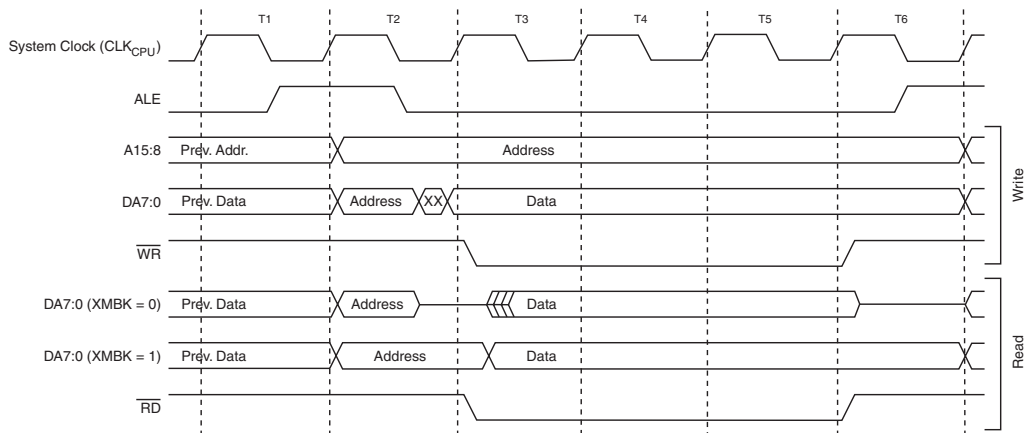 T1 T2 T3 T4 T5 T6
System Clock (CLKCPU)
ALE
A15:8 Prev. Addr. Address
DA7:0 Prev. Data Address XX Data
WR
Write
DA7:0 (XMBK = 0) Prev. Data Address Data
DA7:0 (XMBK = 1) Prev. Data Address Data
RD
Read